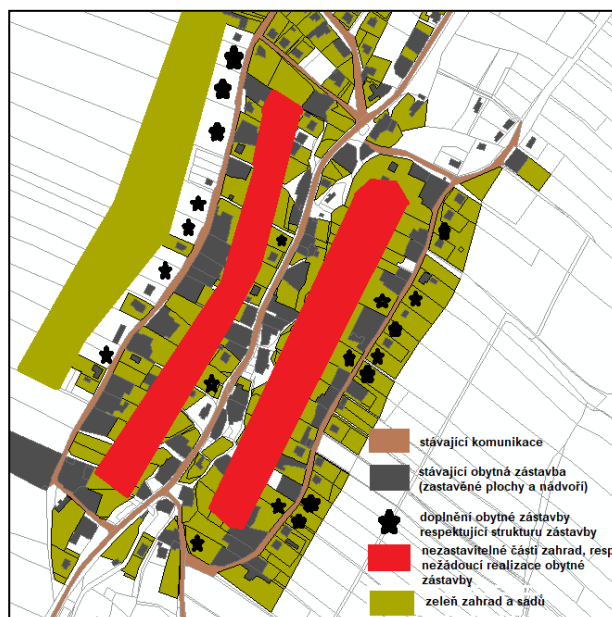 stávající komunikace
stávající obytná zástavba
(zastavěné plochy a nádvoří)
doplnění obytné zástavby
respektující strukturu zástavby
nezastavitelné části zahrad, resp
nežádoucí realizace obytné
zástavby
zeleň zahrad a sadů